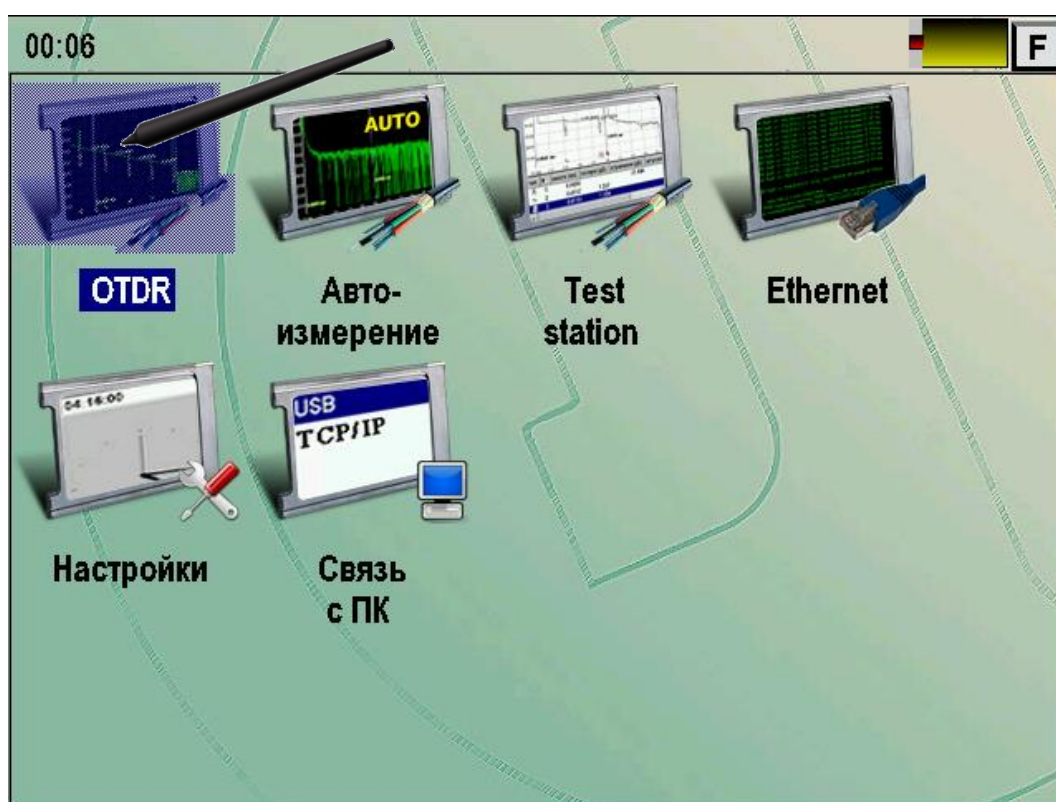 00:06
F
AUTO
OTDR
Авто-
измерение
Test
station
Ethernet
04:16:00
USB
TCP/IP
Настройки
Связь
с ПК